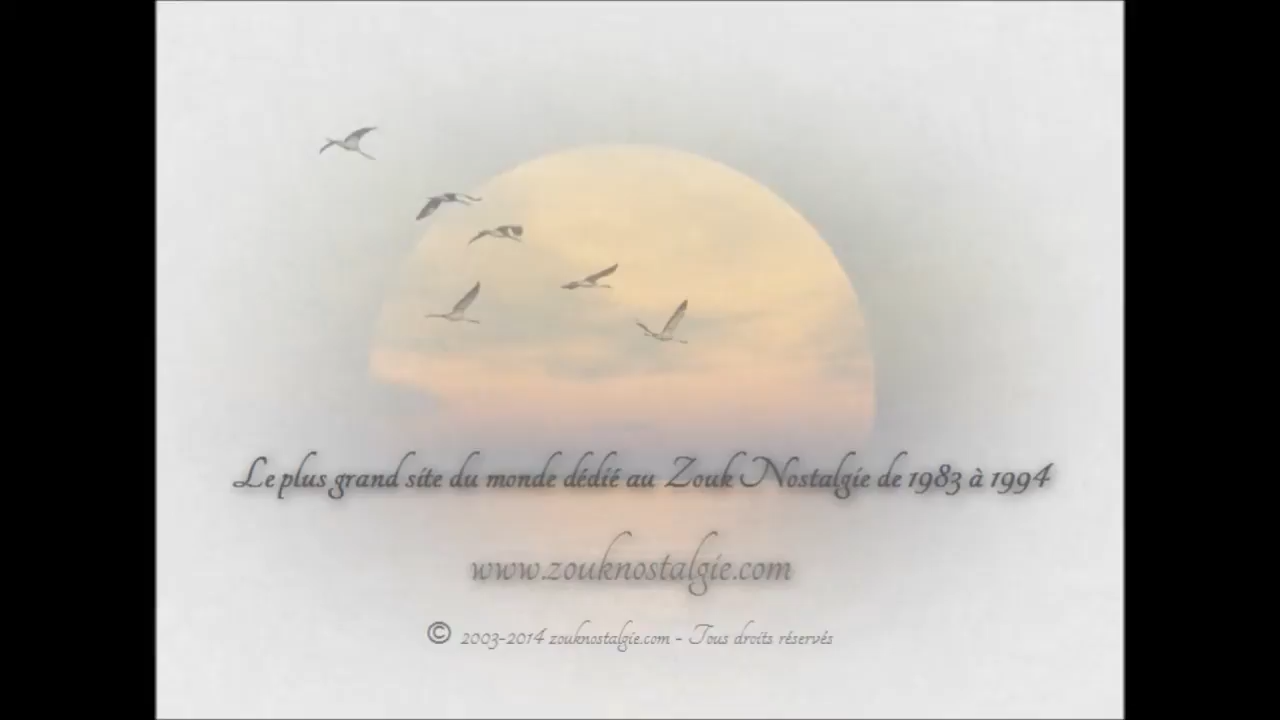 Le plus grand site du monde dédié au Zouk Nostalgie de 1983 à 1994
www.zouknostalgie.com
© 2003-2014 zouknostalgie.com - Tous droits réservés